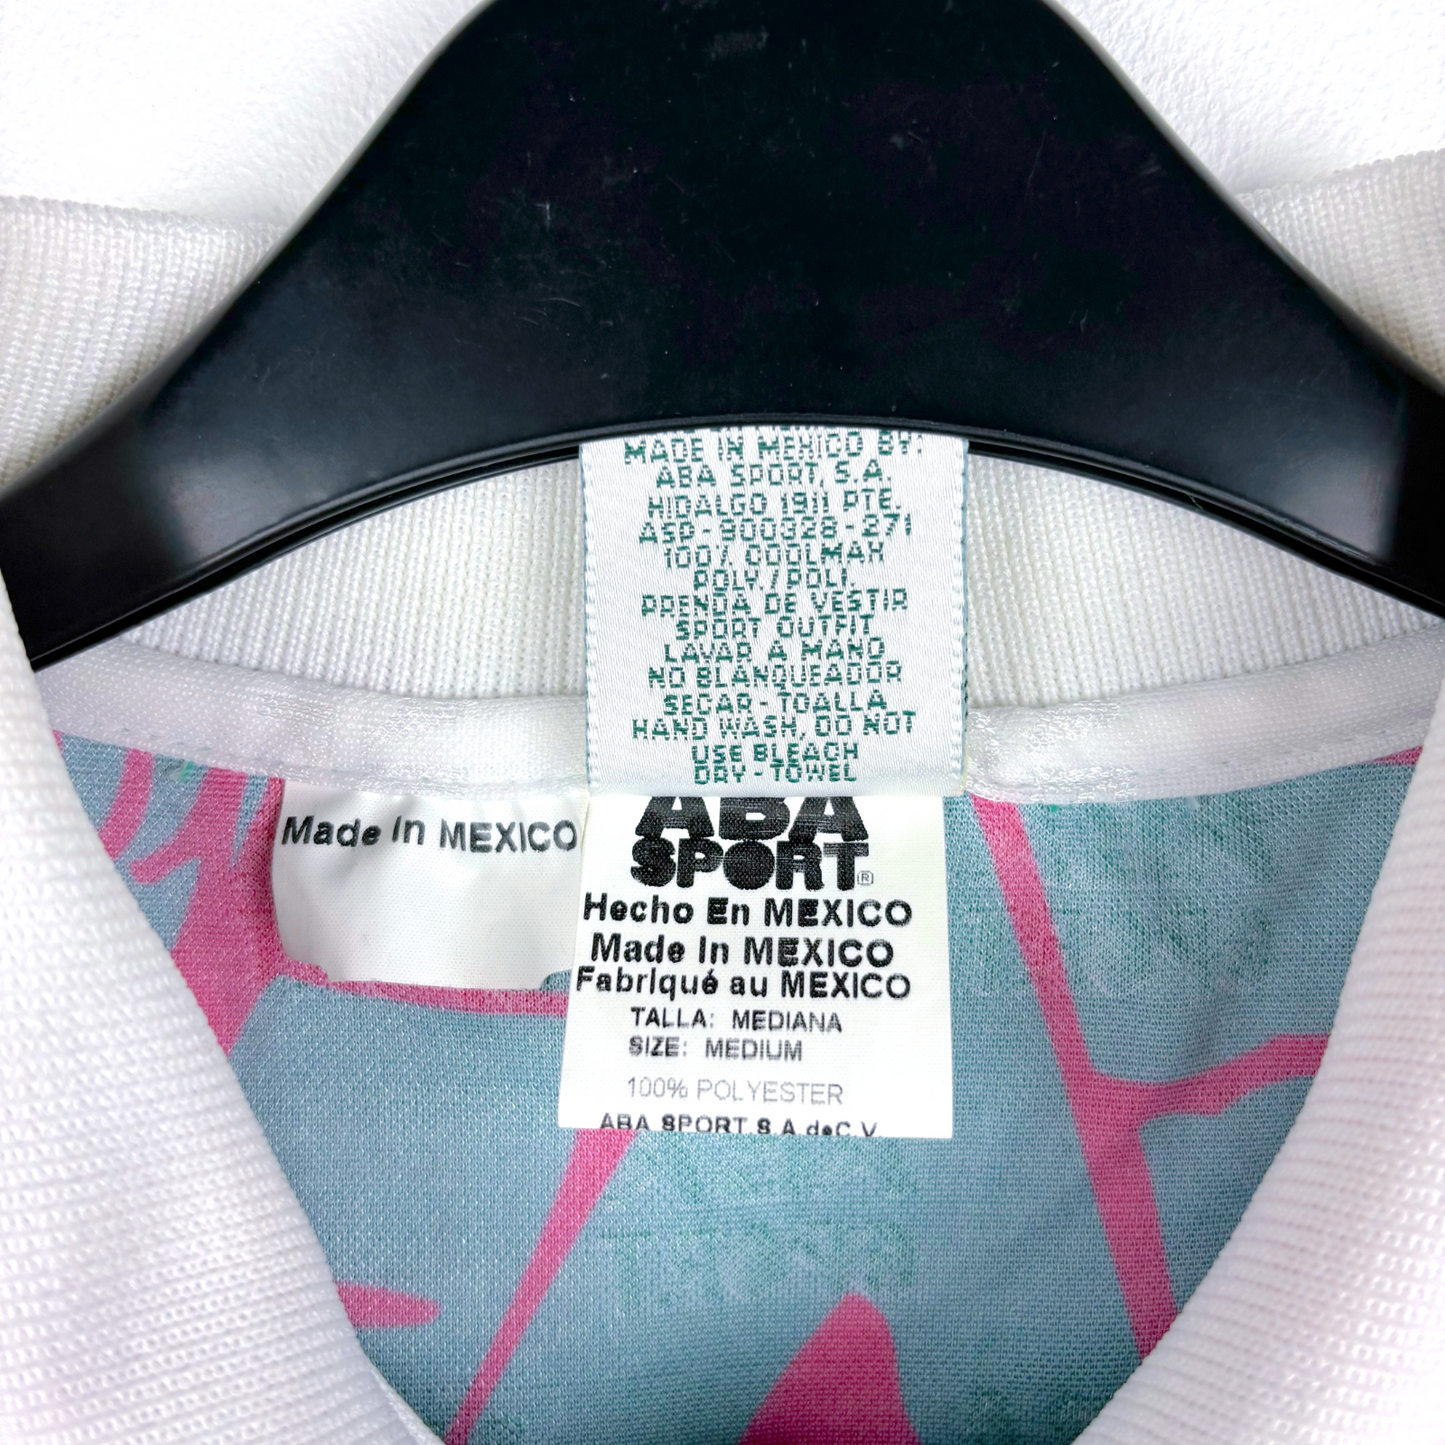 MADE IN MEXICO BY:
ABA SPORT, S.A.
HIDALGO 1911 PTE.
ASD-900328-271
100% COOLMAX
POLY./POLI.
PRENDA DE VESTIR
SPORT OUTFIT
LAVAR A MANO
NO BLANQUEADOR
SECAR-TOALLA
HAND WASH, DO NOT
USE BLEACH
DRY-TOWEL
Made In MEXICO
ABA
SPORT®
Hecho En MEXICO
Made In MEXICO
Fabriqué au MEXICO
TALLA: MEDIANA
SIZE: MEDIUM
100% POLYESTER
ABA SPORT, S.A. de C.V.